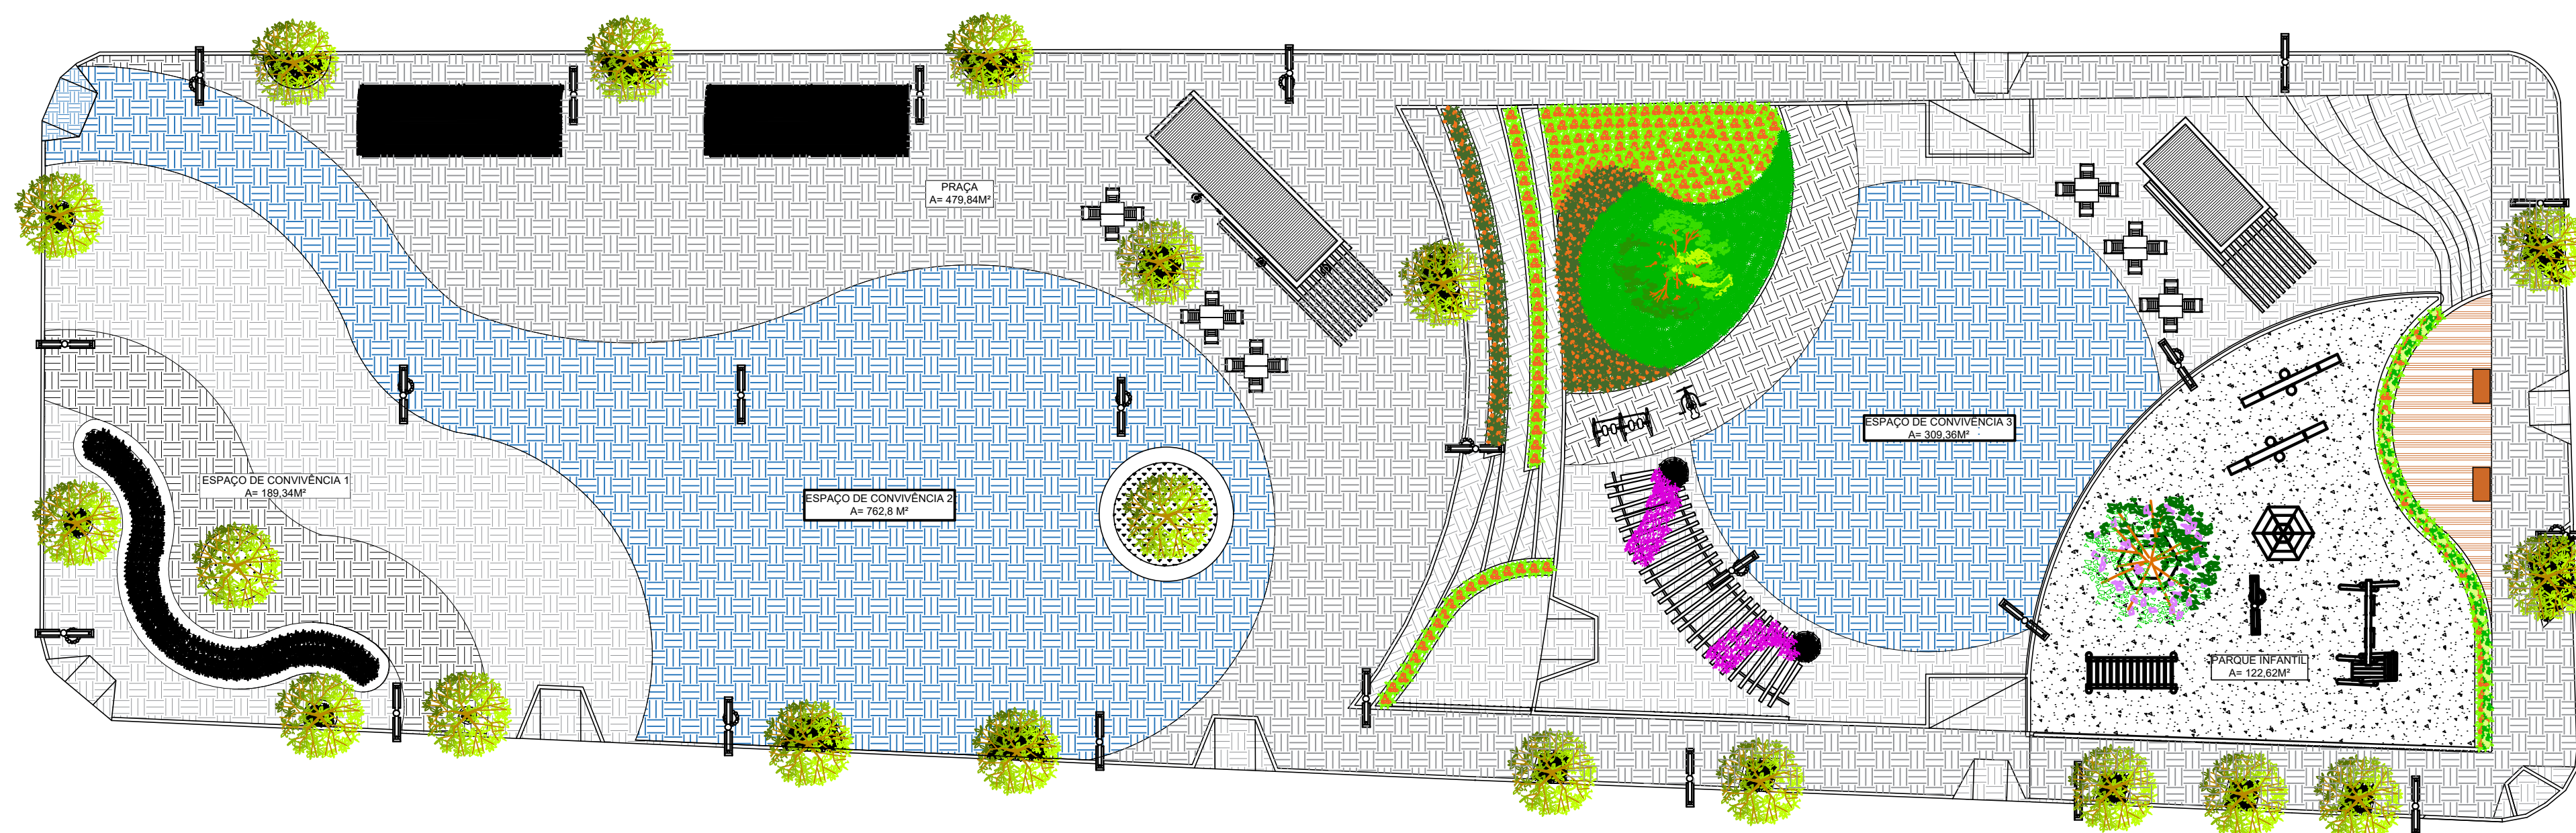 PRAÇA
A= 479,84M²
ESPAÇO DE CONVIVÊNCIA 1
A= 189,34M²
ESPAÇO DE CONVIVÊNCIA 2
A= 762,8 M²
ESPAÇO DE CONVIVÊNCIA 3
A= 309,36M²
PARQUE INFANTIL
A= 122,62M²